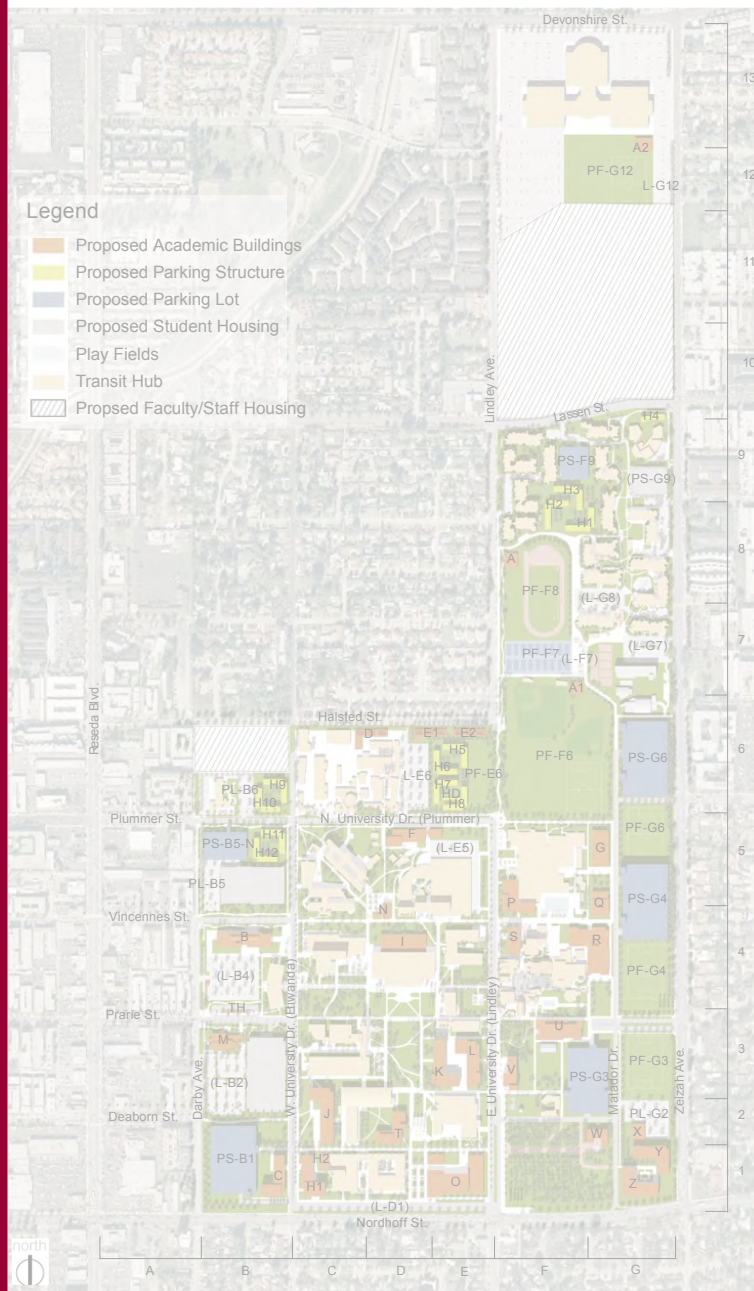 Devonshire St.
13
A2
PF-G12
12
L-G12
Legend
Proposed Academic Buildings
Proposed Parking Structure
11
Proposed Parking Lot
Proposed Student Housing
Play Fields
10
Transit Hub
Propsed Faculty/Staff Housing
Lindley Ave.
Lassen St.
H4
9
PS-F9
(PS-G9)
H3
H2
H1
8
A
PF-F8
(L-G8)
7
(L-G7)
PF-F7
(L-F7)
A1
Reseda Blvd
Halsted St.
D
E1
E2
6
H5
PF-F6
PS-G6
H6
L-E6
PF-E6
PL-B6
H9
H7
HD
H10
H8
Plummer St.
N. University Dr. (Plummer)
PF-G6
H11
F
PS-B5-N
H12
(L-E5)
G
5
PL-B5
PS-G4
P
Q
N
Vincennes St.
B
I
S
R
4
(L-B4)
PF-G4
TH
Prarie St.
W. University Dr. (Etiwanda)
E University Dr. (Lindley)
U
M
3
L
K
V
PS-G3
PF-G3
Matador Dr.
Zelzah Ave.
Darby Ave.
(L-B2)
PL-G2
Deaborn St.
J
2
T
W
X
PS-B1
H2
Y
1
C
H1
O
Z
(L-D1)
Nordhoff St.
north
A
B
C
D
E
F
G